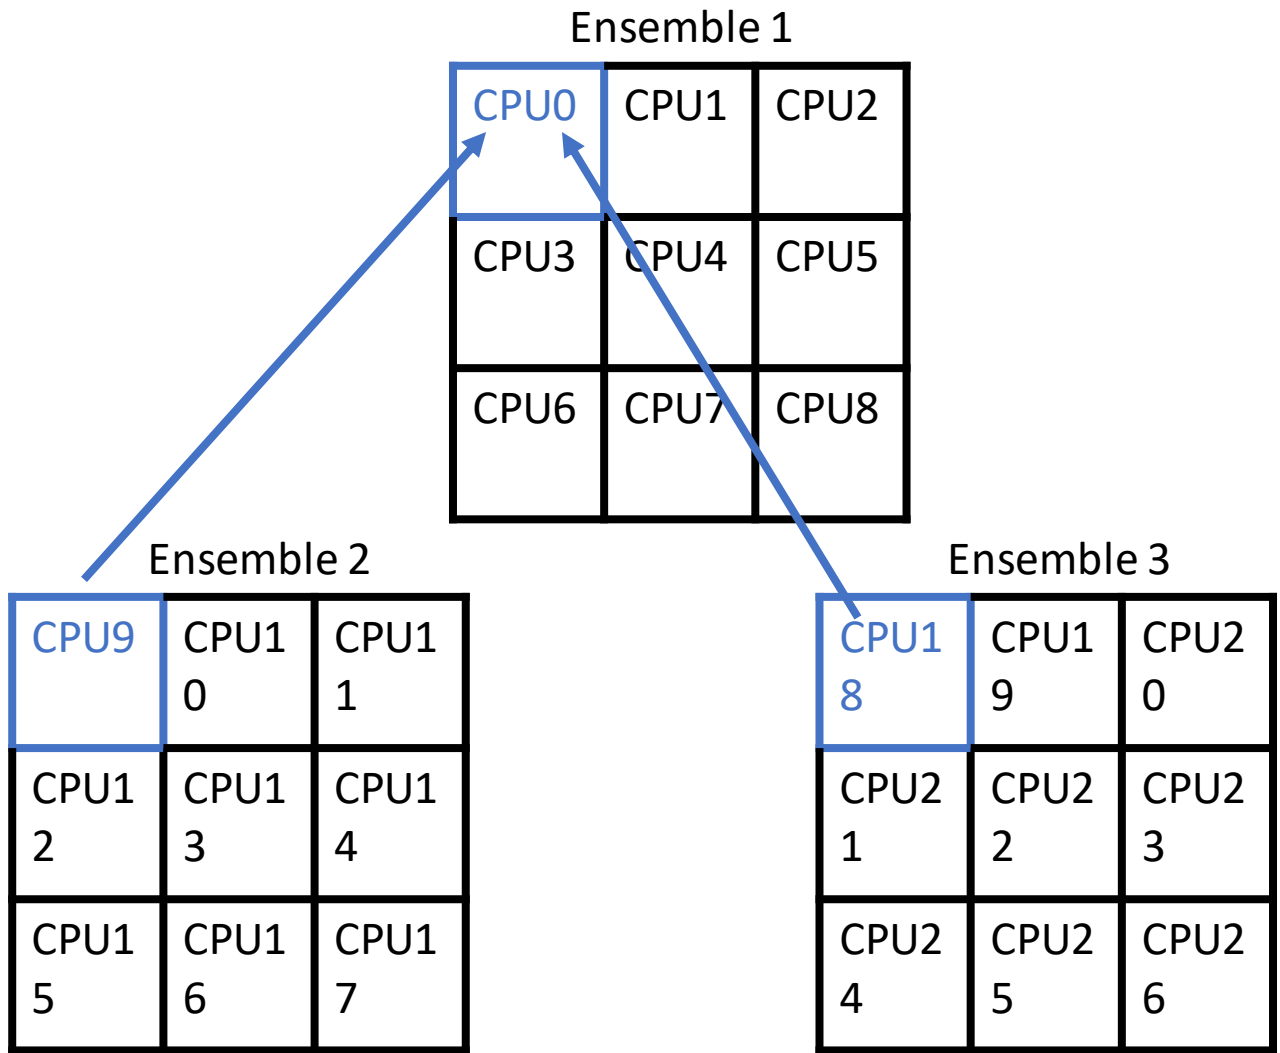 Ensemble 1
CPU0 CPU1 CPU2
CPU3 CPU4 CPU5
CPU6 CPU7 CPU8
Ensemble 2
CPU9 CPU1 CPU1
0 1
CPU1 CPU1 CPU1
2 3 4
CPU1 CPU1 CPU1
5 6 7
Ensemble 3
CPU1 CPU1 CPU2
8 9 0
CPU2 CPU2 CPU2
1 2 3
CPU2 CPU2 CPU2
4 5 6